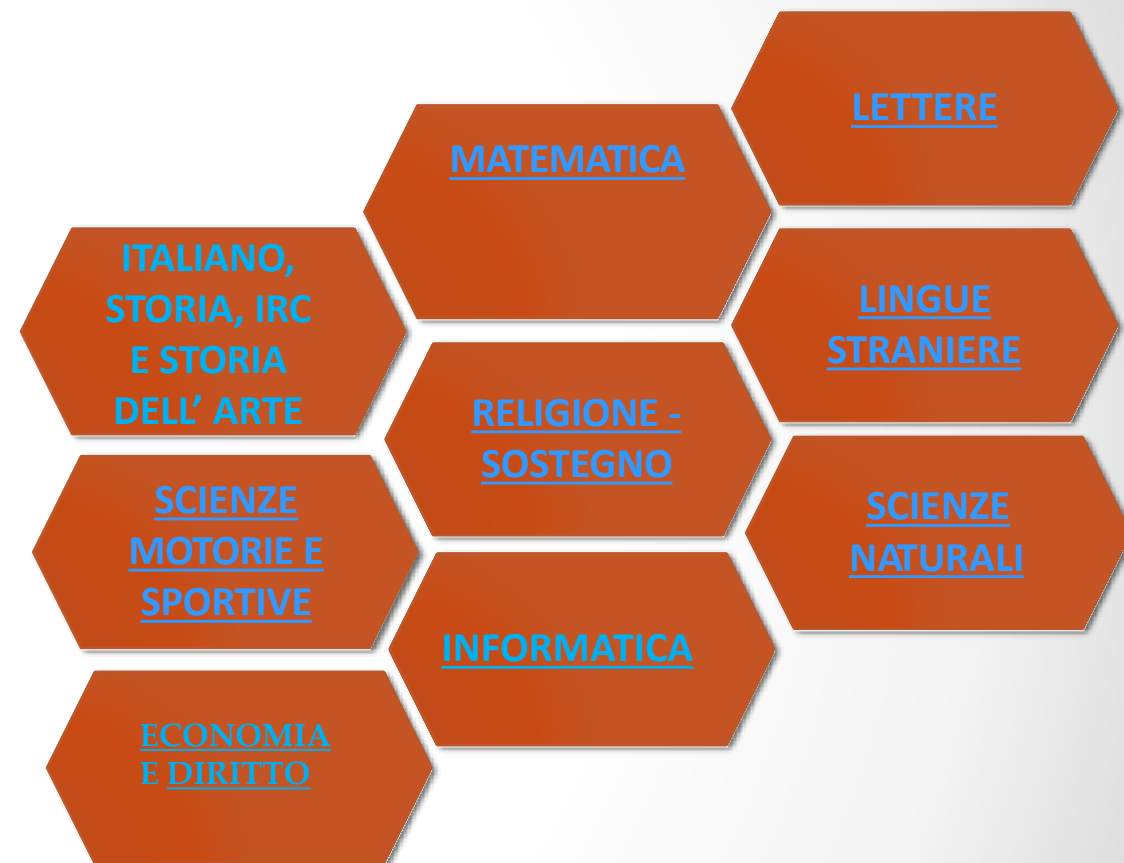 LETTERE
MATEMATICA
ITALIANO,
STORIA, IRC
E STORIA
DELL’ ARTE
LINGUE
STRANIERE
RELIGIONE -
SOSTEGNO
SCIENZE
MOTORIE E
SPORTIVE
SCIENZE
NATURALI
INFORMATICA
ECONOMIA
E DIRITTO